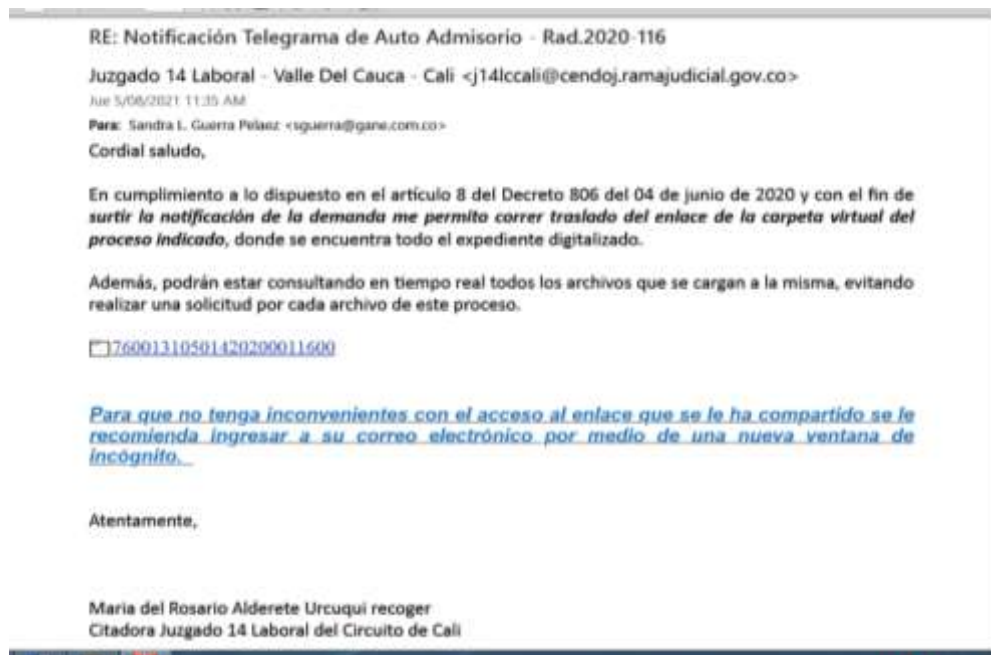 RE: Notificación Telegrama de Auto Admisorio - Rad.2020-116
Juzgado 14 Laboral - Valle Del Cauca - Cali <j14lccali@cendoj.ramajudicial.gov.co>
Jue 5/08/2021 11:35 AM
Para: Sandra L. Guerra Pelaez <sguerra@gane.com.co>
Cordial saludo,
En cumplimiento a lo dispuesto en el artículo 8 del Decreto 806 del 04 de junio de 2020 y con el fin de
surtir la notificación de la demanda me permito correr traslado del enlace de la carpeta virtual del
proceso indicado, donde se encuentra todo el expediente digitalizado.
Además, podrán estar consultando en tiempo real todos los archivos que se cargan a la misma, evitando
realizar una solicitud por cada archivo de este proceso.
76001310501420200011600
Para que no tenga inconvenientes con el acceso al enlace que se le ha compartido se le
recomienda ingresar a su correo electrónico por medio de una nueva ventana de
incógnito.
Atentamente,
Maria del Rosario Alderete Urcuqui recoger
Citadora Juzgado 14 Laboral del Circuito de Cali